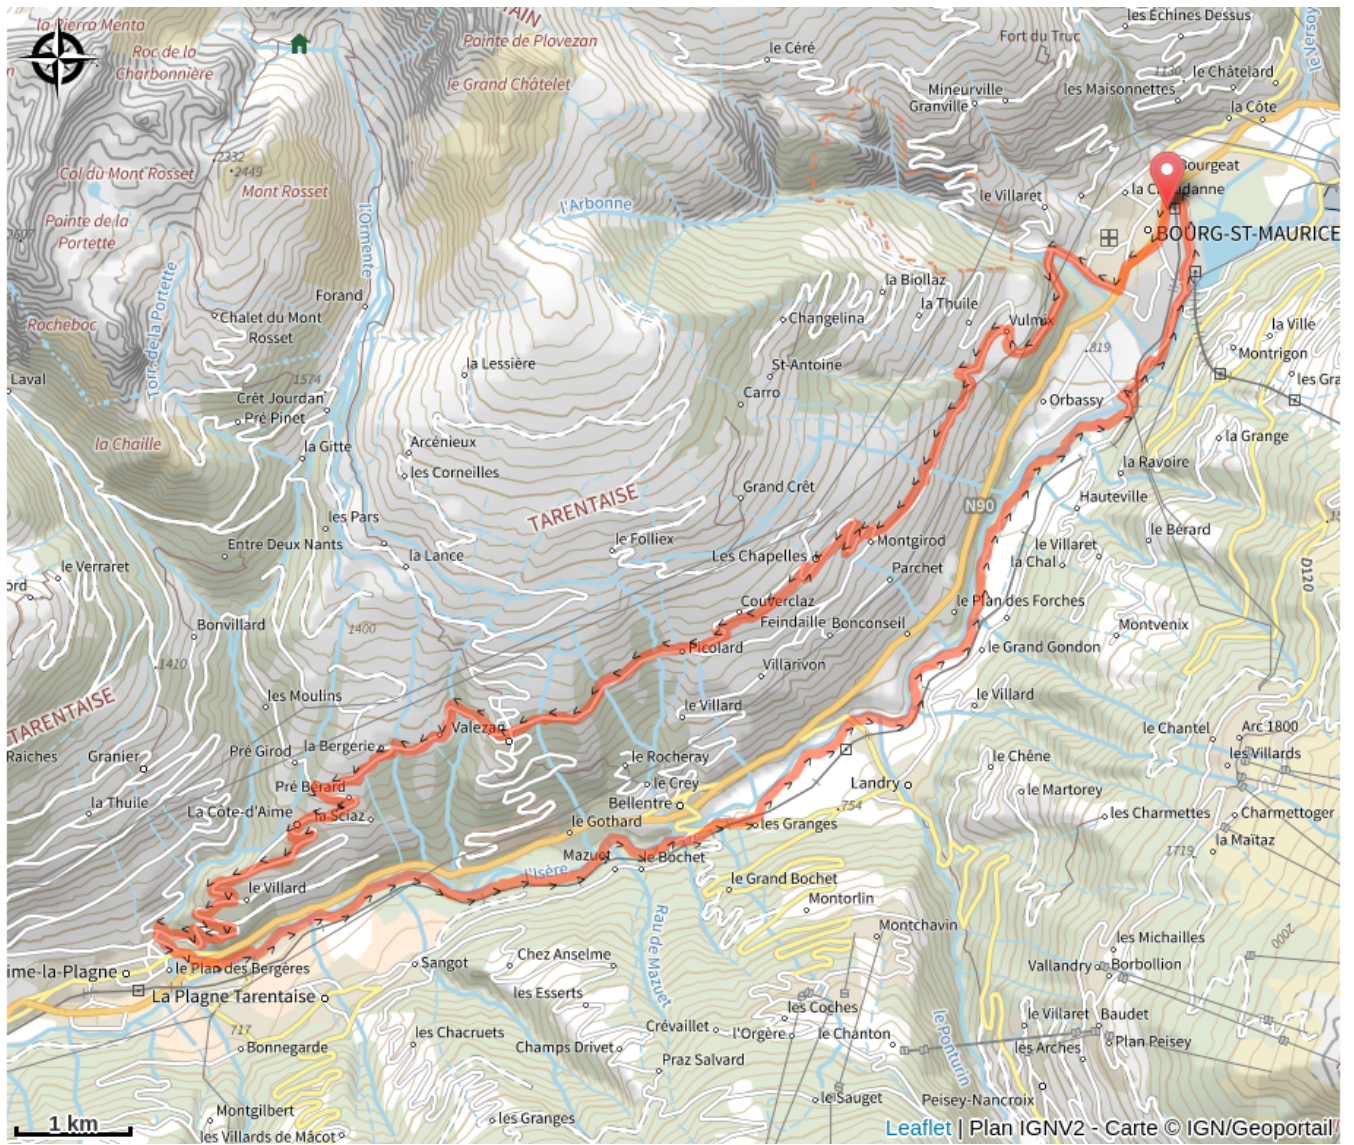 la Pierra Menta
Roc de la
Charbonnière
Pointe de Plovezan
le Grand Châtelet
le Céré
les Échines Dessus
Fort du Truc
le Versoy
1130
le Châtelard
les Maisonnettes
la Côte
Mineurville
Granville
2332
2449
Col du Mont Rosset
Mont Rosset
Pointe de la
Portette
l'Ormente
l'Arbonne
le Villaret
Bourgeat
BOURG-ST-MAURICE
Torr. de la Portette
Forand
Chalet du Mont
Rosset
Rocheboc
Laval
1574
Crêt Jourdan
Pré Pinet
la Chaille
la Gitte
la Lessière
Arcénieux
les Corneilles
la Biollaz
la Thuile
Changelina
Vulmix
St-Antoine
Carro
819
Orbassy
la Ville
Montrigon
les Gra
la Grange
la Ravoire
Hauteville
TARENTAISE
Grand Crêt
N90
les Pars
Entre Deux Nants
la Lance
le Folliex
Les Chapelles
Montgirod
Parchet
le Villaret
la Chal
le Bérard
D120
le Verraret
Bonvillard
1400
1410
Couverclaz
Feindaille
Bonconseil
le Plan des Forches
Montvenix
le Grand Gondon
Picolard
Villarivon
les Moulins
TARENTAISE
Raiches
Granier
Pré Girod
la Bergerie
Valezan
le Villard
le Villard
le Chantel
Arc 1800
les Villards
le Rocheray
le Crey
Bellentre
Landry
le Chêne
le Martorey
les Charmettes
Charmettoger
la Maïtaz
1719
Pré Bérard
la Thuile
La Côte-d'Aime
la Sciaz
le Gothard
754
les Granges
Mazuet
le Bochet
l'Isère
le Villard
le Grand Bochet
Montorlin
Montchavin
les Michailles
Vallandry
Borbollion
2000
ime-la-Plagne
le Plan des Bergères
La Plagne Tarentaise
Sangot
Chez Anselme
les Esserts
Rau de Mazuet
les Coches
717
Bonnegarde
les Chacruets
Champs Drivet
Crévaillet
l'Orgère
le Chanton
le Ponturin
le Villaret
Baudet
les Arches
Plan Peisey
Praz Salvard
le Sauget
Peisey-Nancroix
Montgilbert
les Villards de Mâcot
les Granges
1 km
Leaflet | Plan IGNV2 - Carte © IGN/Geoportail